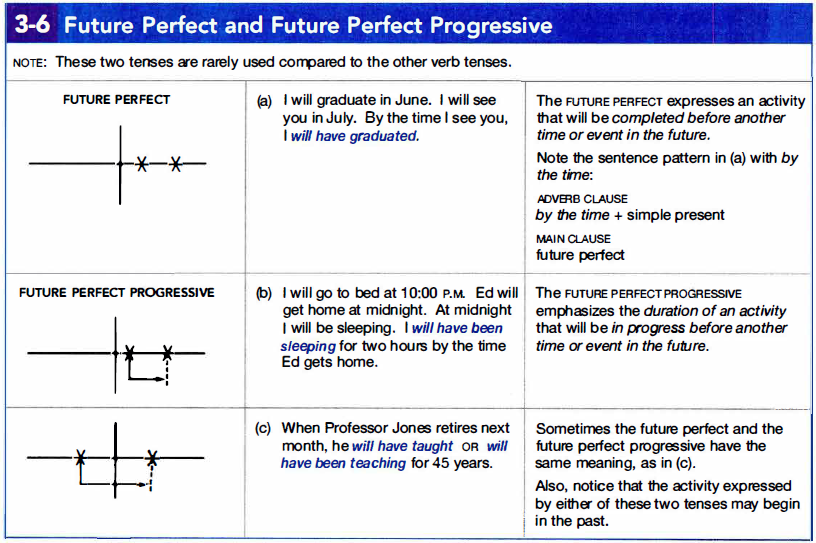 3-6 Future Perfect and Future Perfect Progressive
NOTE: These two tenses are rarely used compared to the other verb tenses.
FUTURE PERFECT
(a) I will graduate in June. I will see
you in July. By the time I see you,
I will have graduated.
The FUTURE PERFECT expresses an activity
that will be completed before another
time or event in the future.
Note the sentence pattern in (a) with by
the time:
ADVERB CLAUSE
by the time + simple present
MAIN CLAUSE
future perfect
FUTURE PERFECT PROGRESSIVE
(b) I will go to bed at 10:00 P.M. Ed will
get home at midnight. At midnight
I will be sleeping. I will have been
sleeping for two hours by the time
Ed gets home.
The FUTURE PERFECT PROGRESSIVE
emphasizes the duration of an activity
that will be in progress before another
time or event in the future.
(c) When Professor Jones retires next
month, he will have taught OR will
have been teaching for 45 years.
Sometimes the future perfect and the
future perfect progressive have the
same meaning, as in (c).
Also, notice that the activity expressed
by either of these two tenses may begin
in the past.